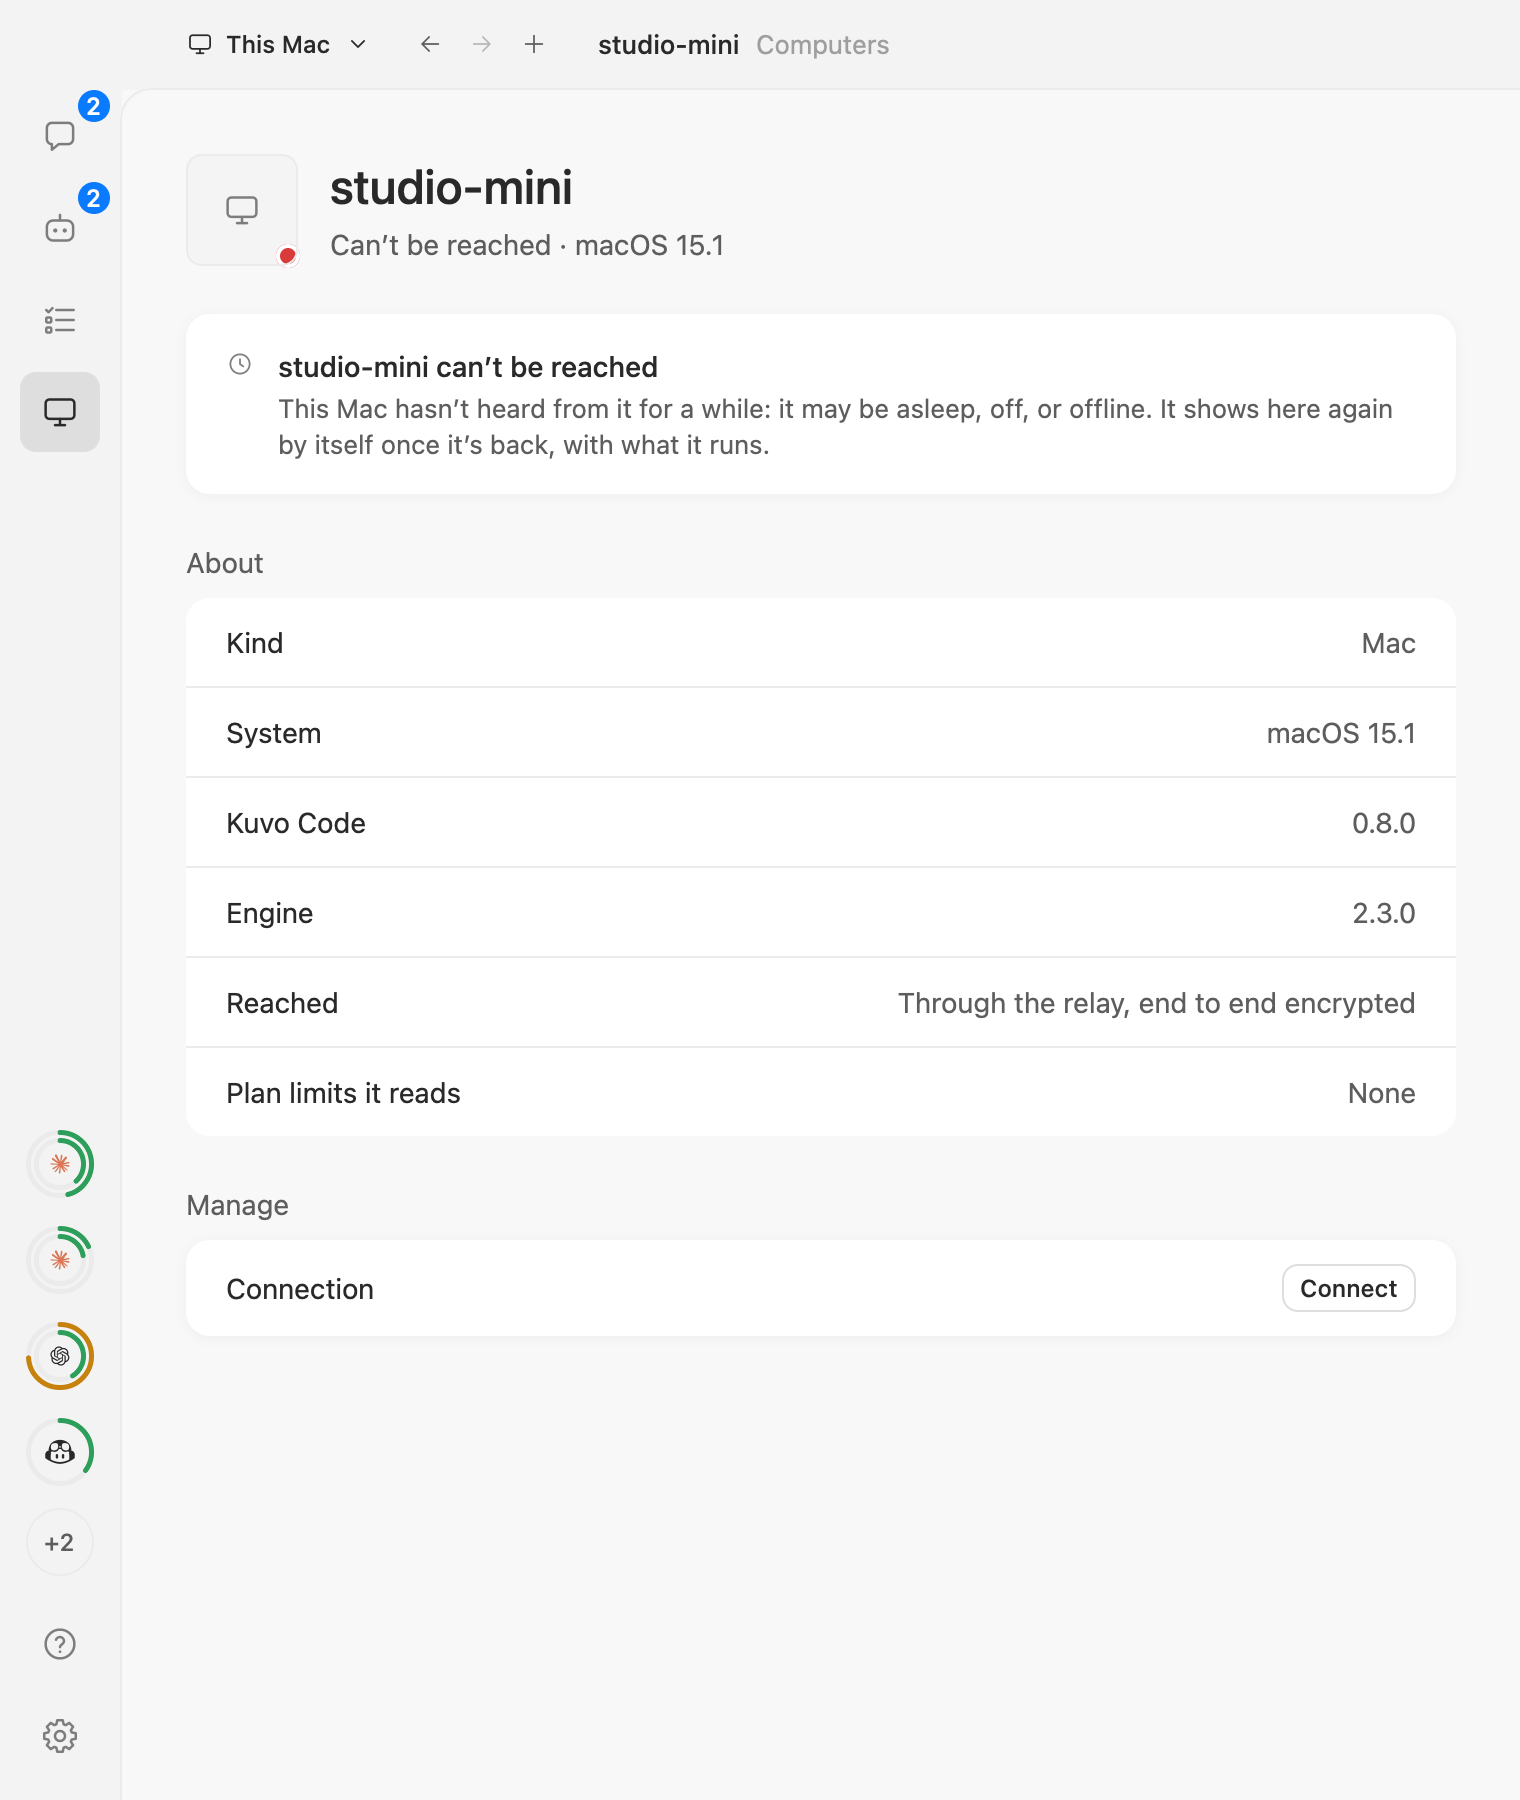 This Mac
studio-mini Computers
2
2
studio-mini
Can’t be reached · macOS 15.1
studio-mini can’t be reached
This Mac hasn’t heard from it for a while: it may be asleep, off, or offline. It shows here again
by itself once it’s back, with what it runs.
About
Kind Mac
System macOS 15.1
Kuvo Code 0.8.0
Engine 2.3.0
Reached Through the relay, end to end encrypted
Plan limits it reads None
Manage
Connection Connect
+2